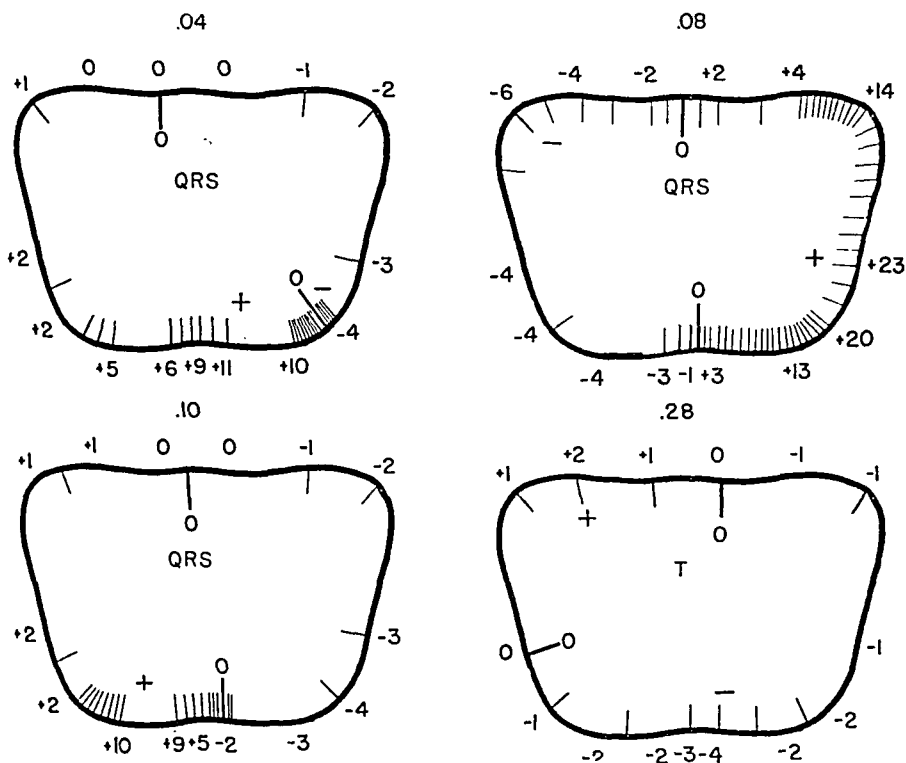 .04
0 0 0
+1 -1 -2
0
QRS
+2 0 − -3
+
+2 -4
+5 +6 +9 +11 +10
.08
-4 -2 +2 +4
-6 +14
− 0
QRS
-4 0 + +23
-4 +20
-4 -3 -1 +3 +13
.10
+1 +1 0 0 -1 -2
0
QRS
+2 -3
+ 0
+2 -4
+10 +9 +5 -2 -3
.28
+1 +2 +1 0 -1 -1
+ 0
T
0 0 -1
−
-1 -2
-2 -2 -3 -4 -2